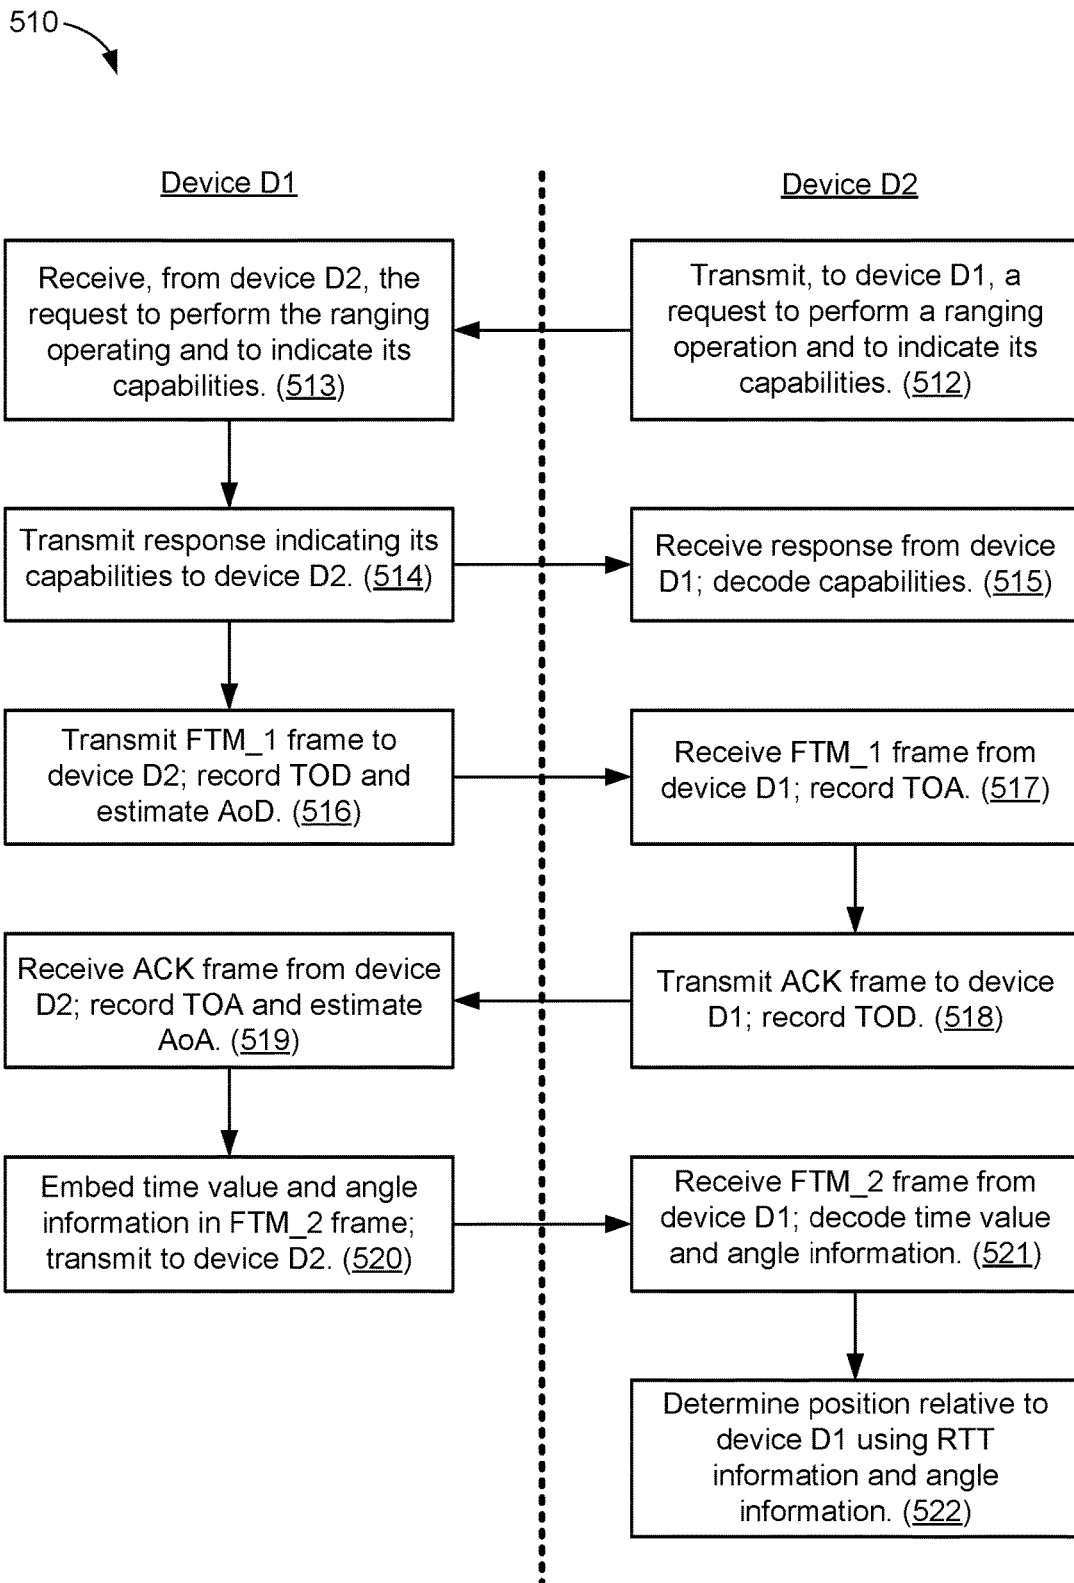 510
Device D1
Device D2
Receive, from device D2, the
request to perform the ranging
operating and to indicate its
capabilities. (513)
Transmit, to device D1, a
request to perform a ranging
operation and to indicate its
capabilities. (512)
Transmit response indicating its
capabilities to device D2. (514)
Receive response from device
D1; decode capabilities. (515)
Transmit FTM_1 frame to
device D2; record TOD and
estimate AoD. (516)
Receive FTM_1 frame from
device D1; record TOA. (517)
Receive ACK frame from device
D2; record TOA and estimate
AoA. (519)
Transmit ACK frame to device
D1; record TOD. (518)
Embed time value and angle
information in FTM_2 frame;
transmit to device D2. (520)
Receive FTM_2 frame from
device D1; decode time value
and angle information. (521)
Determine position relative to
device D1 using RTT
information and angle
information. (522)